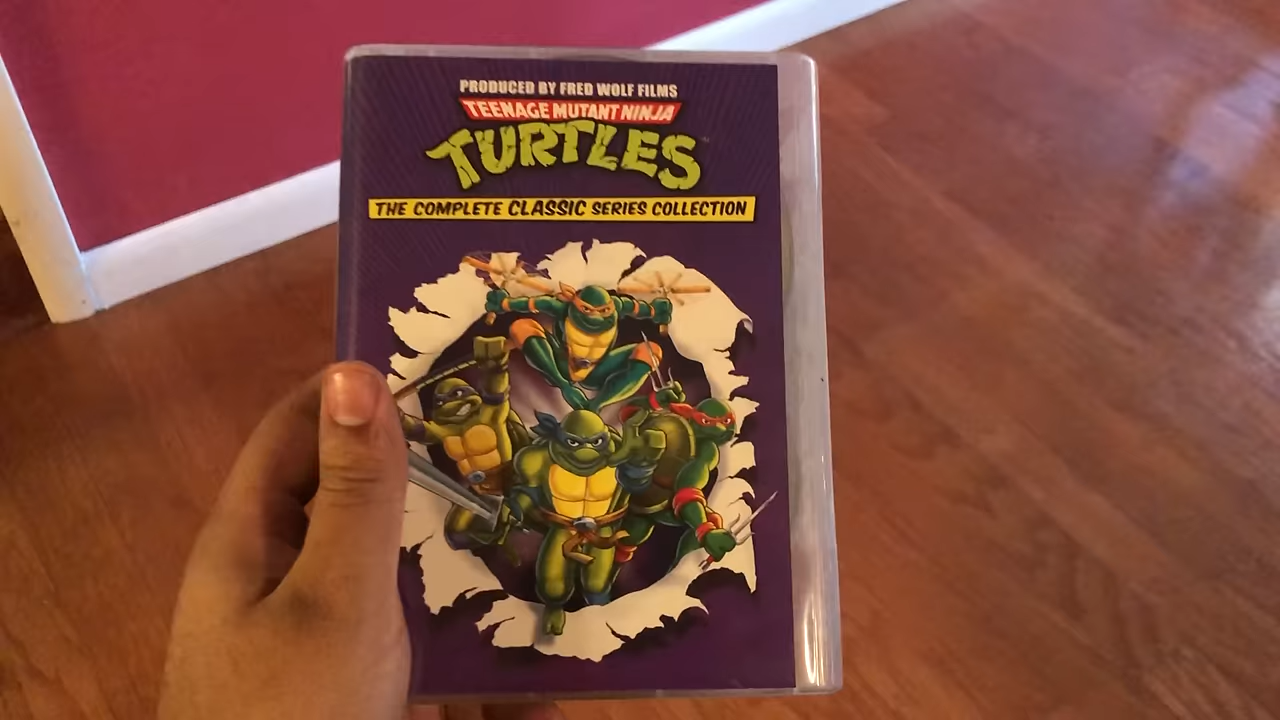 PRODUCED BY FRED WOLF FILMS
TEENAGE MUTANT NINJA
TURTLES
THE COMPLETE CLASSIC SERIES COLLECTION